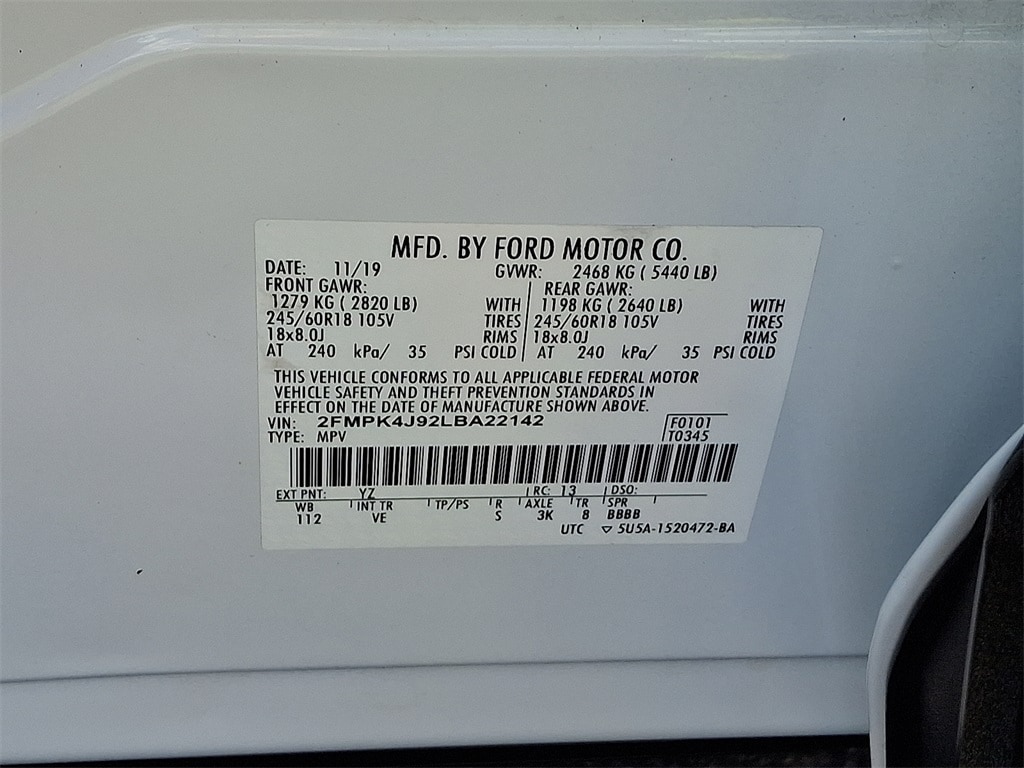 MFD. BY FORD MOTOR CO.
DATE: 11/19 GVWR: 2468 KG ( 5440 LB)
FRONT GAWR: REAR GAWR:
1279 KG ( 2820 LB) WITH 1198 KG ( 2640 LB) WITH
245/60R18 105V TIRES 245/60R18 105V TIRES
18x8.0J RIMS 18x8.0J RIMS
AT 240 kPa/ 35 PSI COLD AT 240 kPa/ 35 PSI COLD
THIS VEHICLE CONFORMS TO ALL APPLICABLE FEDERAL MOTOR
VEHICLE SAFETY AND THEFT PREVENTION STANDARDS IN
EFFECT ON THE DATE OF MANUFACTURE SHOWN ABOVE.
VIN: 2FMPK4J92LBA22142 F0101
TYPE: MPV T0345
EXT PNT: YZ RC: 13 DSO:
WB INT TR TP/PS R AXLE TR SPR
112 VE S 3K 8 BBBB
UTC ▽ 5U5A-1520472-BA